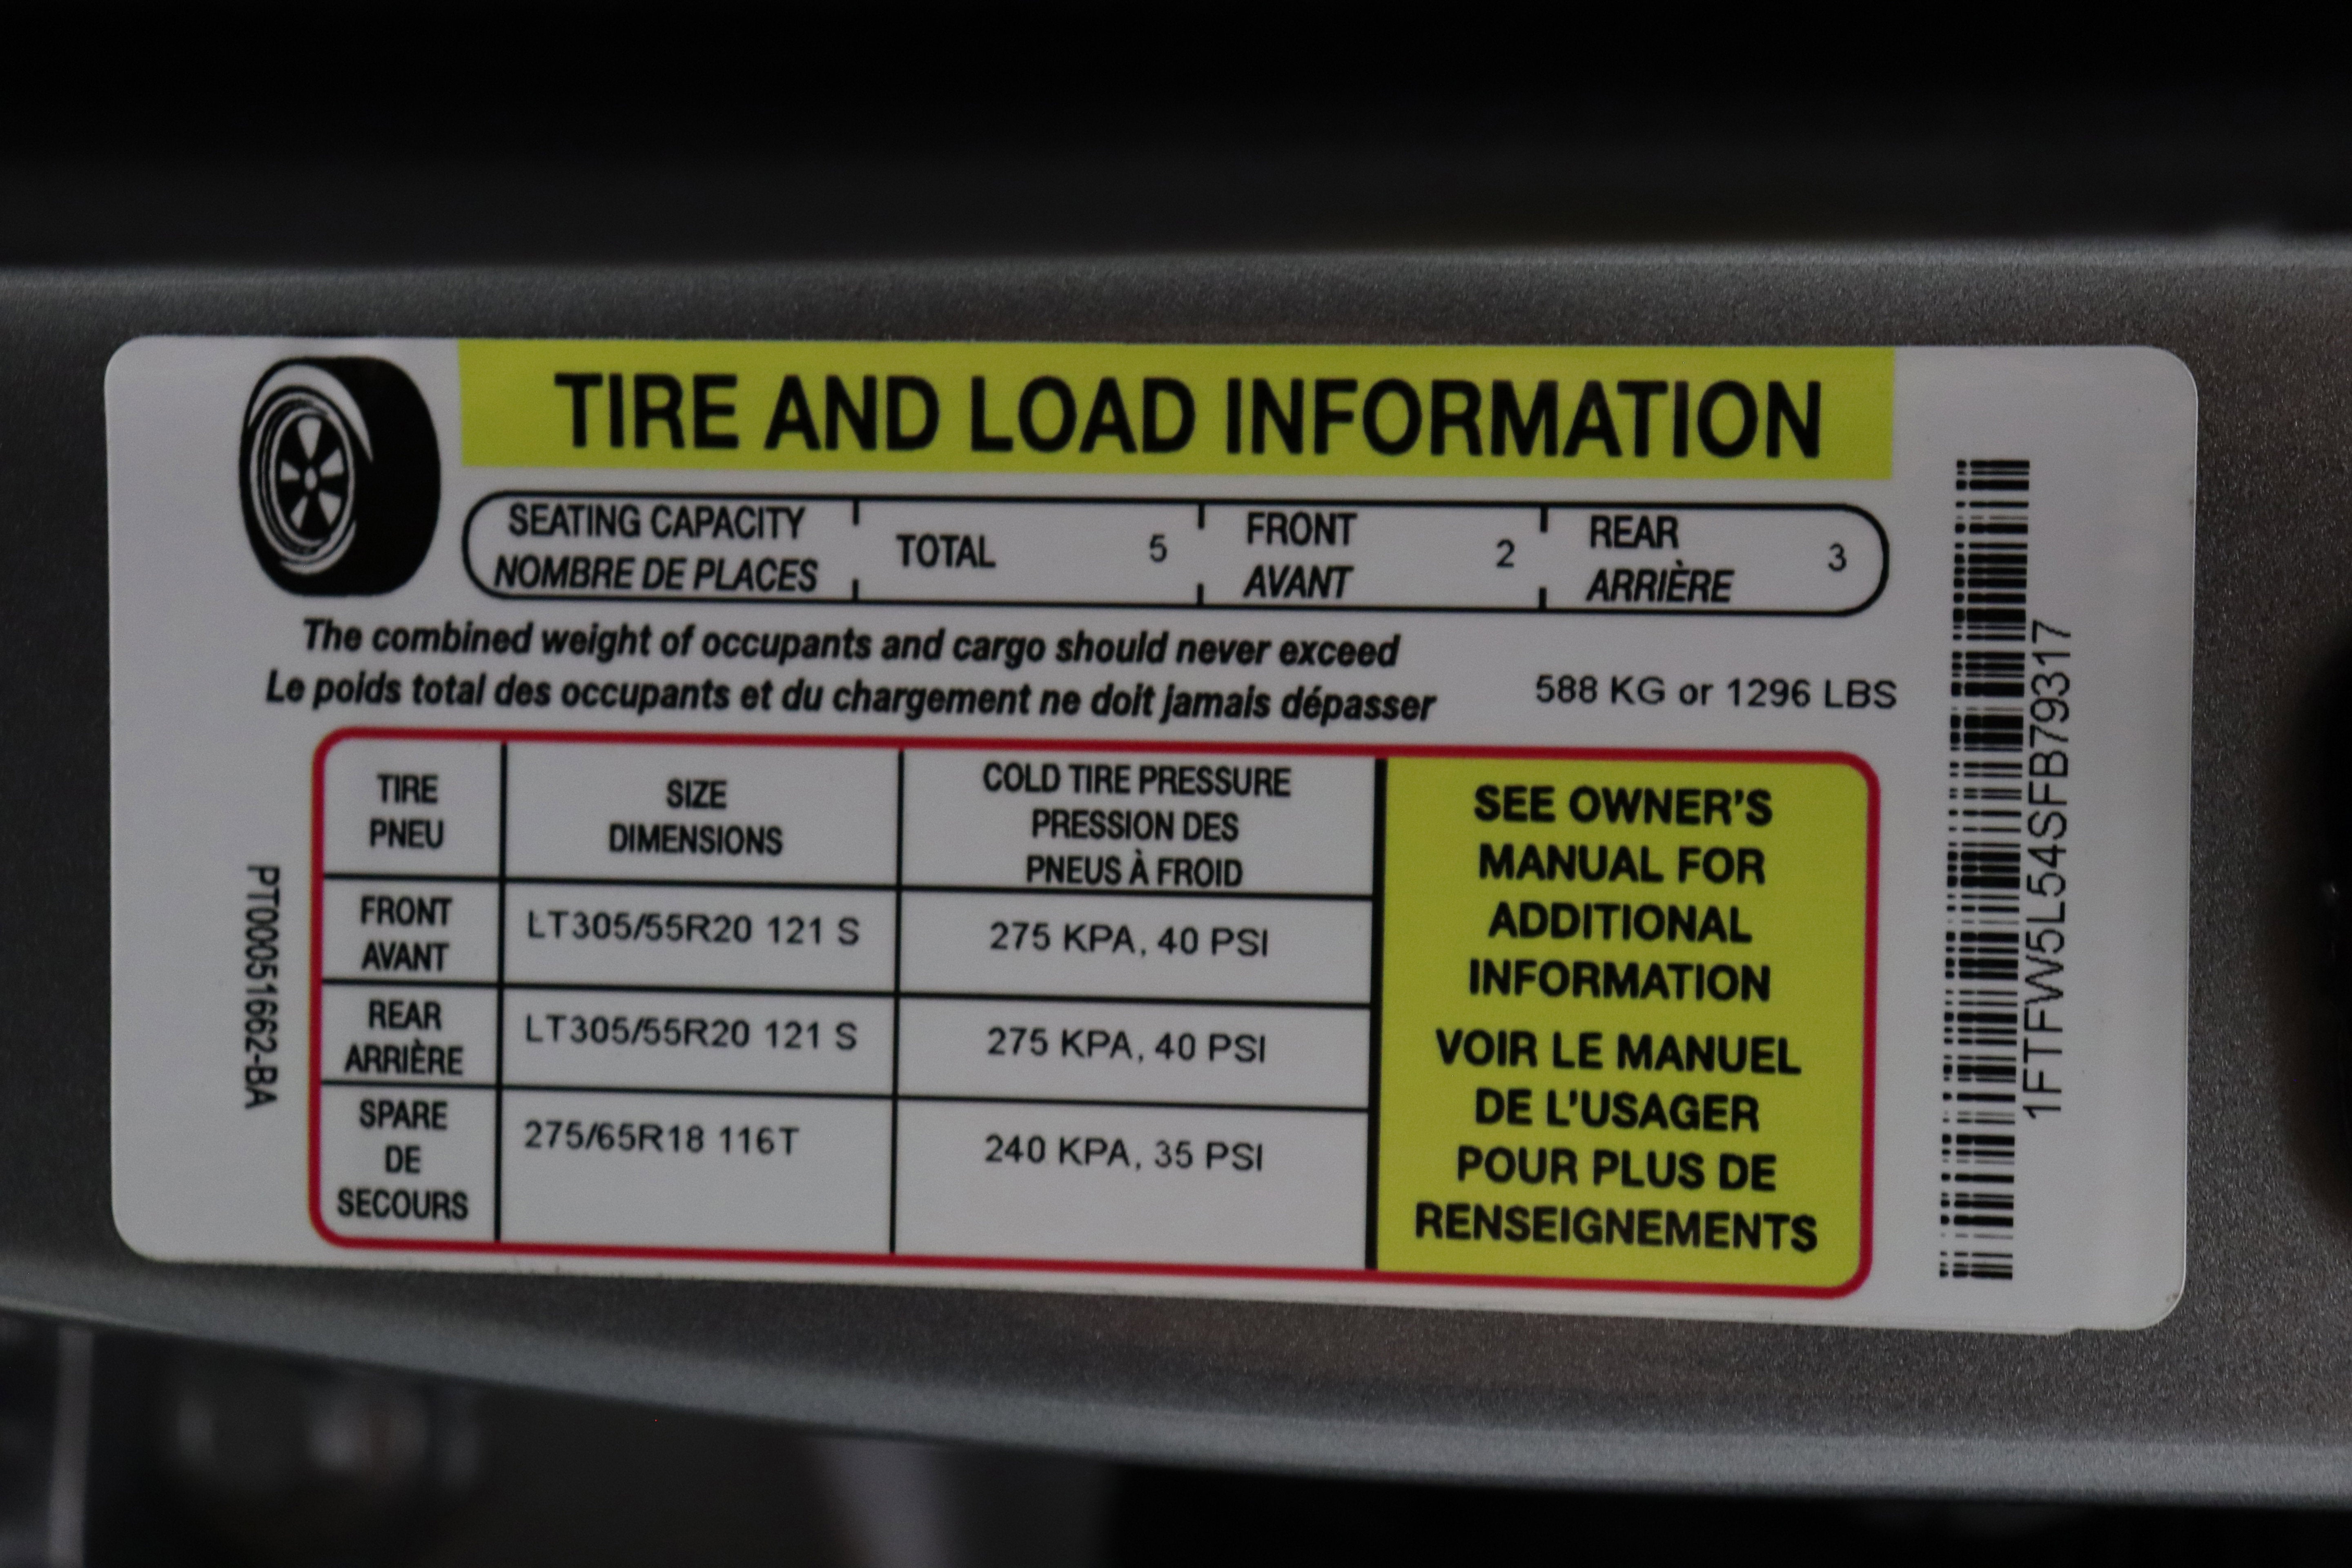 TIRE AND LOAD INFORMATION
SEATING CAPACITY
NOMBRE DE PLACES
TOTAL 5
FRONT
AVANT
2
REAR
ARRIÈRE
3
The combined weight of occupants and cargo should never exceed
Le poids total des occupants et du chargement ne doit jamais dépasser
588 KG or 1296 LBS
TIRE
PNEU
SIZE
DIMENSIONS
COLD TIRE PRESSURE
PRESSION DES
PNEUS À FROID
FRONT
AVANT
LT305/55R20 121 S
275 KPA, 40 PSI
REAR
ARRIÈRE
LT305/55R20 121 S
275 KPA, 40 PSI
SPARE
DE
SECOURS
275/65R18 116T
240 KPA, 35 PSI
SEE OWNER'S
MANUAL FOR
ADDITIONAL
INFORMATION
VOIR LE MANUEL
DE L'USAGER
POUR PLUS DE
RENSEIGNEMENTS
PT00051662-BA
1FTFW5L54SFB79317